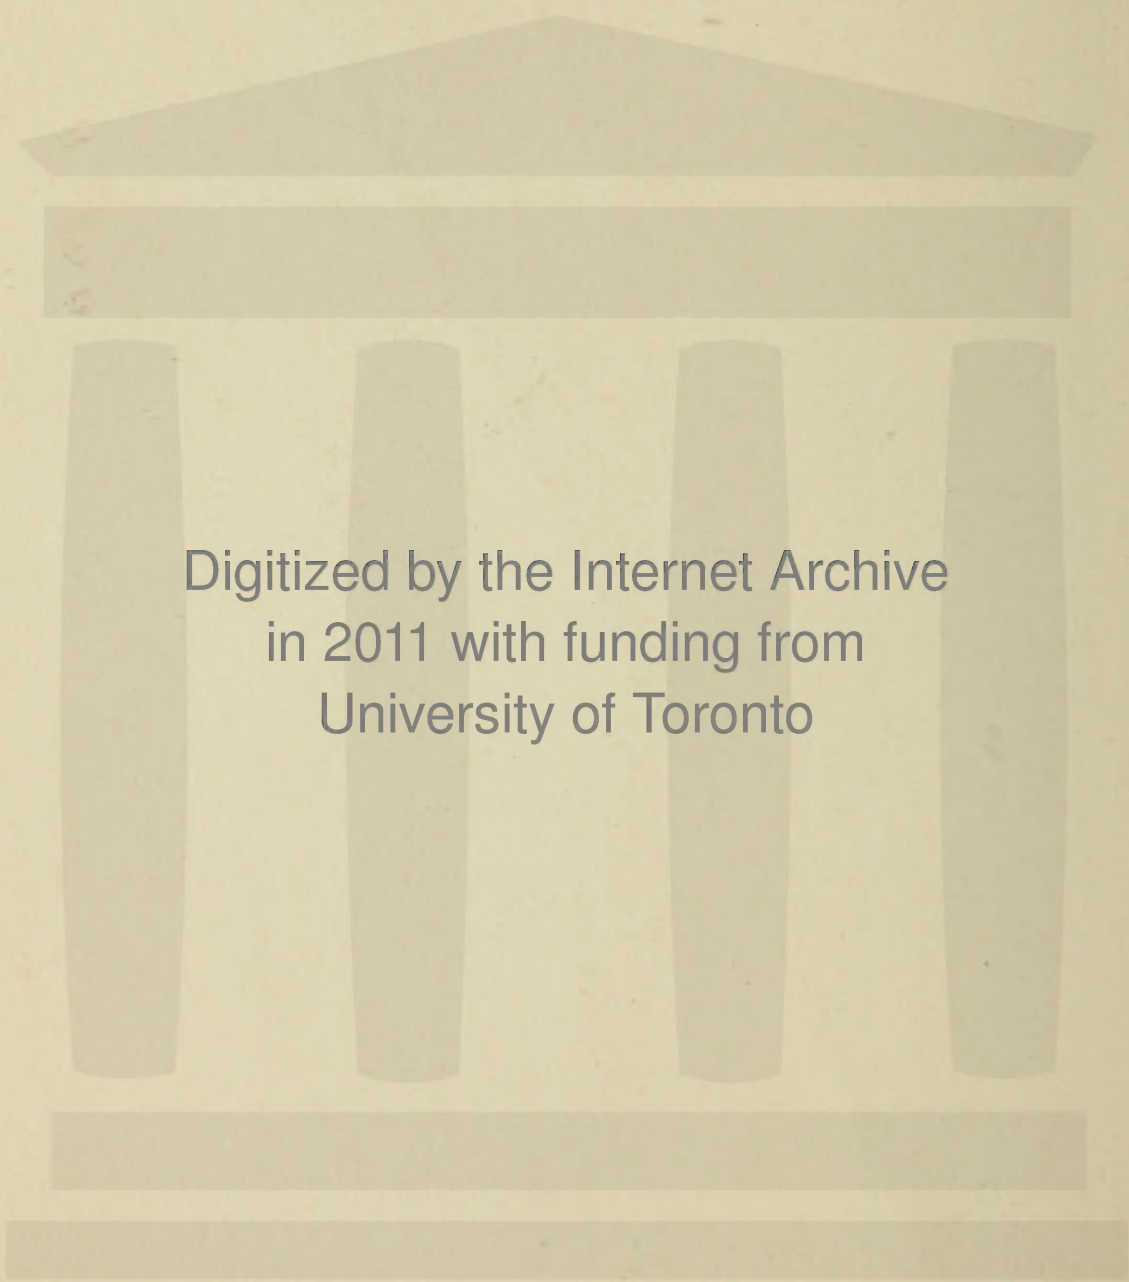 Digitized by the Internet Archive
in 2011 with funding from
University of Toronto